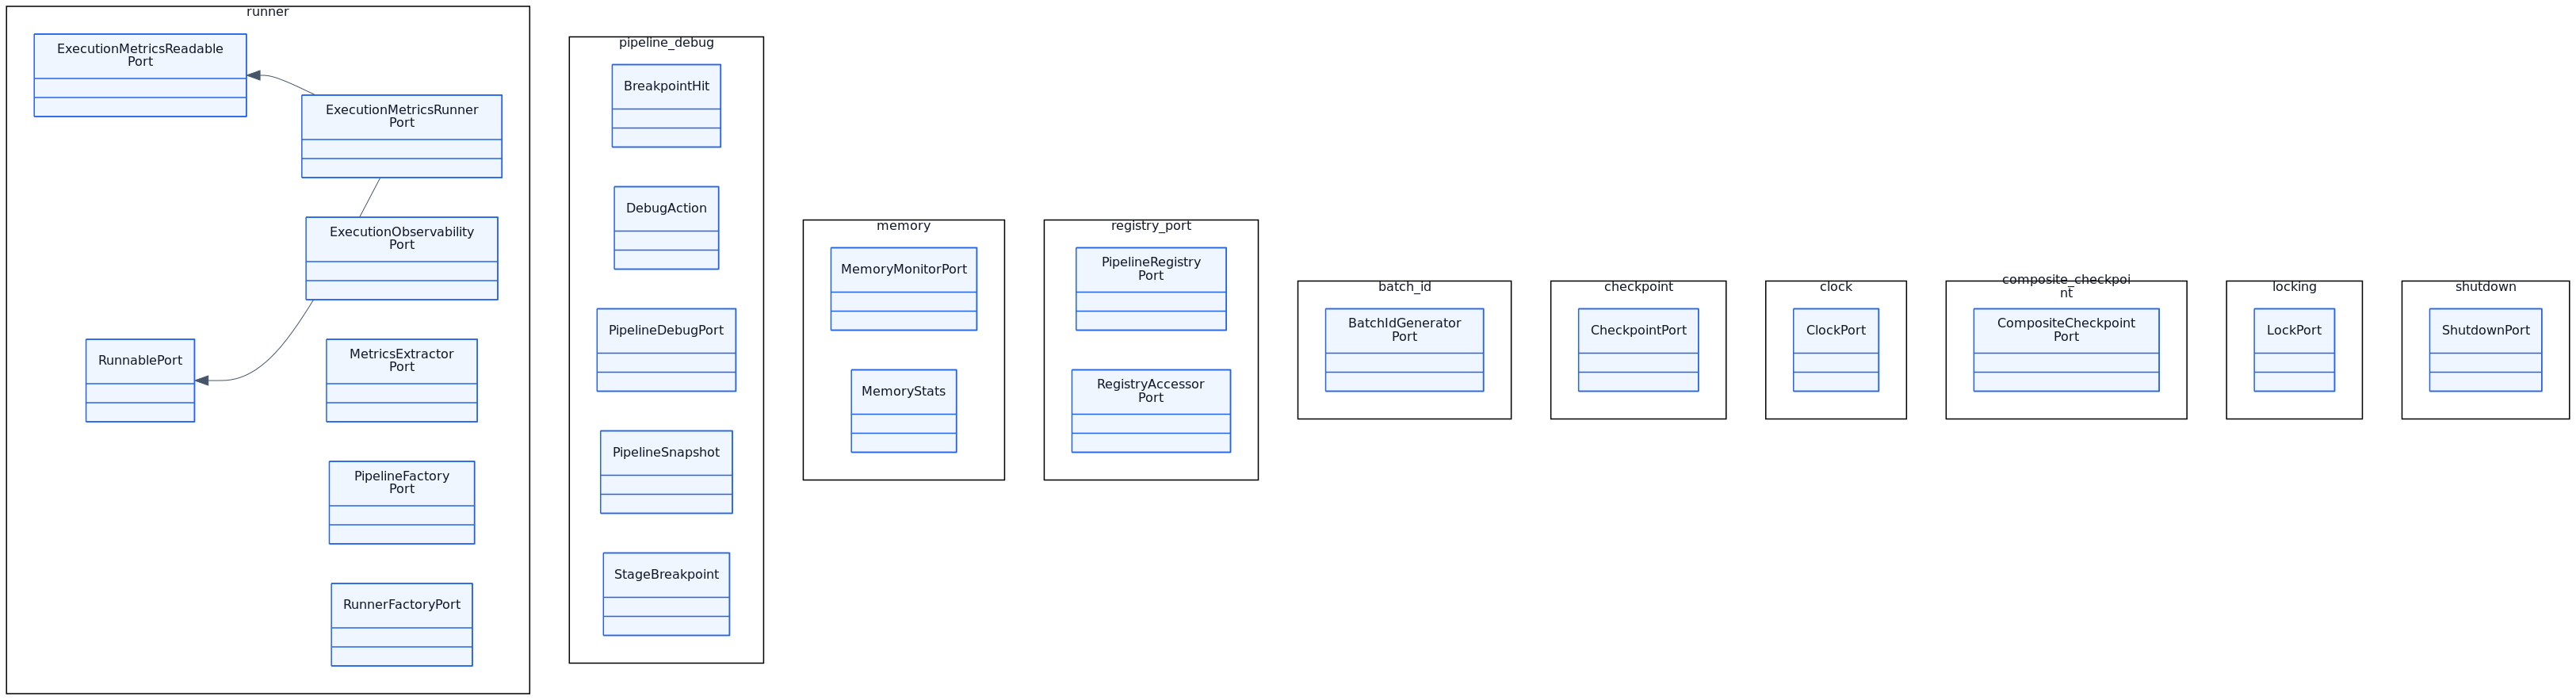 runner
ExecutionMetricsReadable
Port
ExecutionMetricsRunner
Port
ExecutionObservability
Port
RunnablePort
MetricsExtractor
Port
PipelineFactory
Port
RunnerFactoryPort
pipeline_debug
BreakpointHit
DebugAction
PipelineDebugPort
PipelineSnapshot
StageBreakpoint
memory
MemoryMonitorPort
MemoryStats
registry_port
PipelineRegistry
Port
RegistryAccessor
Port
batch_id
BatchIdGenerator
Port
checkpoint
CheckpointPort
clock
ClockPort
composite_checkpoi
nt
CompositeCheckpoint
Port
locking
LockPort
shutdown
ShutdownPort